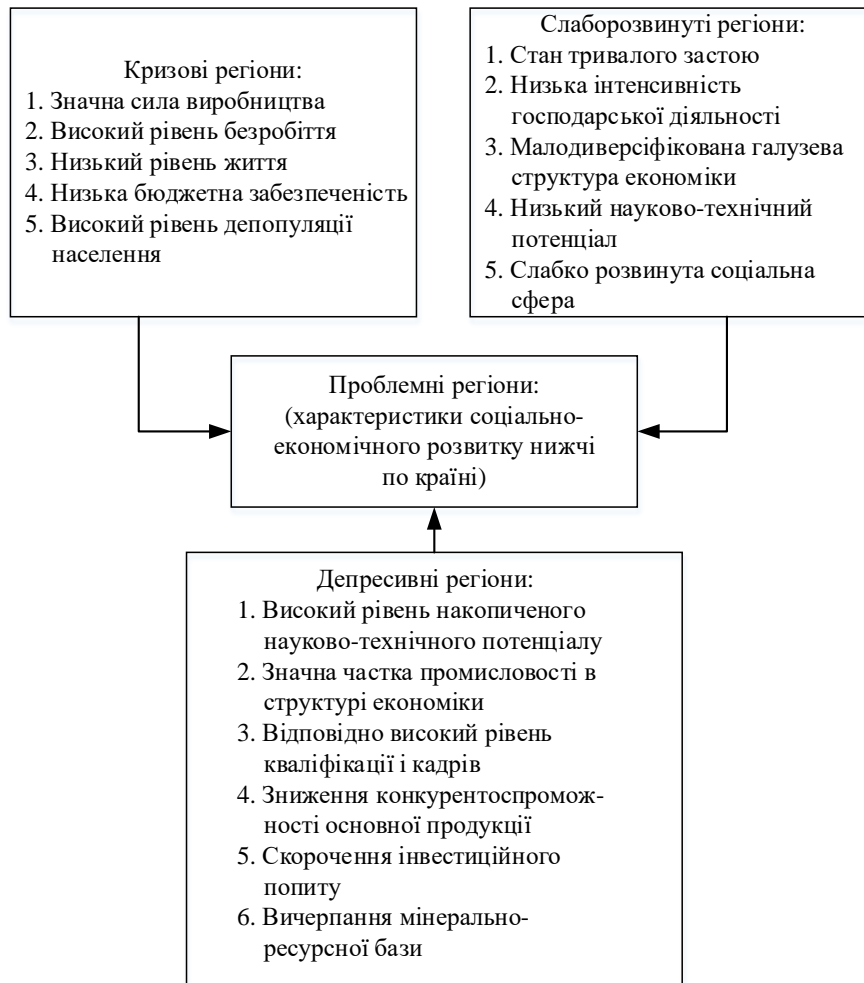 Кризові регіони:
1. Значна сила виробництва
2. Високий рівень безробіття
3. Низький рівень життя
4. Низька бюджетна забезпеченість
5. Високий рівень депопуляції
населення
Слаборозвинуті регіони:
1. Стан тривалого застою
2. Низька інтенсивність
господарської діяльності
3. Малодиверсіфікована галузева
структура економіки
4. Низький науково-технічний
потенціал
5. Слабко розвинута соціальна
сфера
Проблемні регіони:
(характеристики соціально-
економічного розвитку нижчі
по країні)
Депресивні регіони:
1. Високий рівень накопиченого
науково-технічного потенціалу
2. Значна частка промисловості в
структурі економіки
3. Відповідно високий рівень
кваліфікації і кадрів
4. Зниження конкурентоспромож-
ності основної продукції
5. Скорочення інвестиційного
попиту
6. Вичерпання мінерально-
ресурсної бази